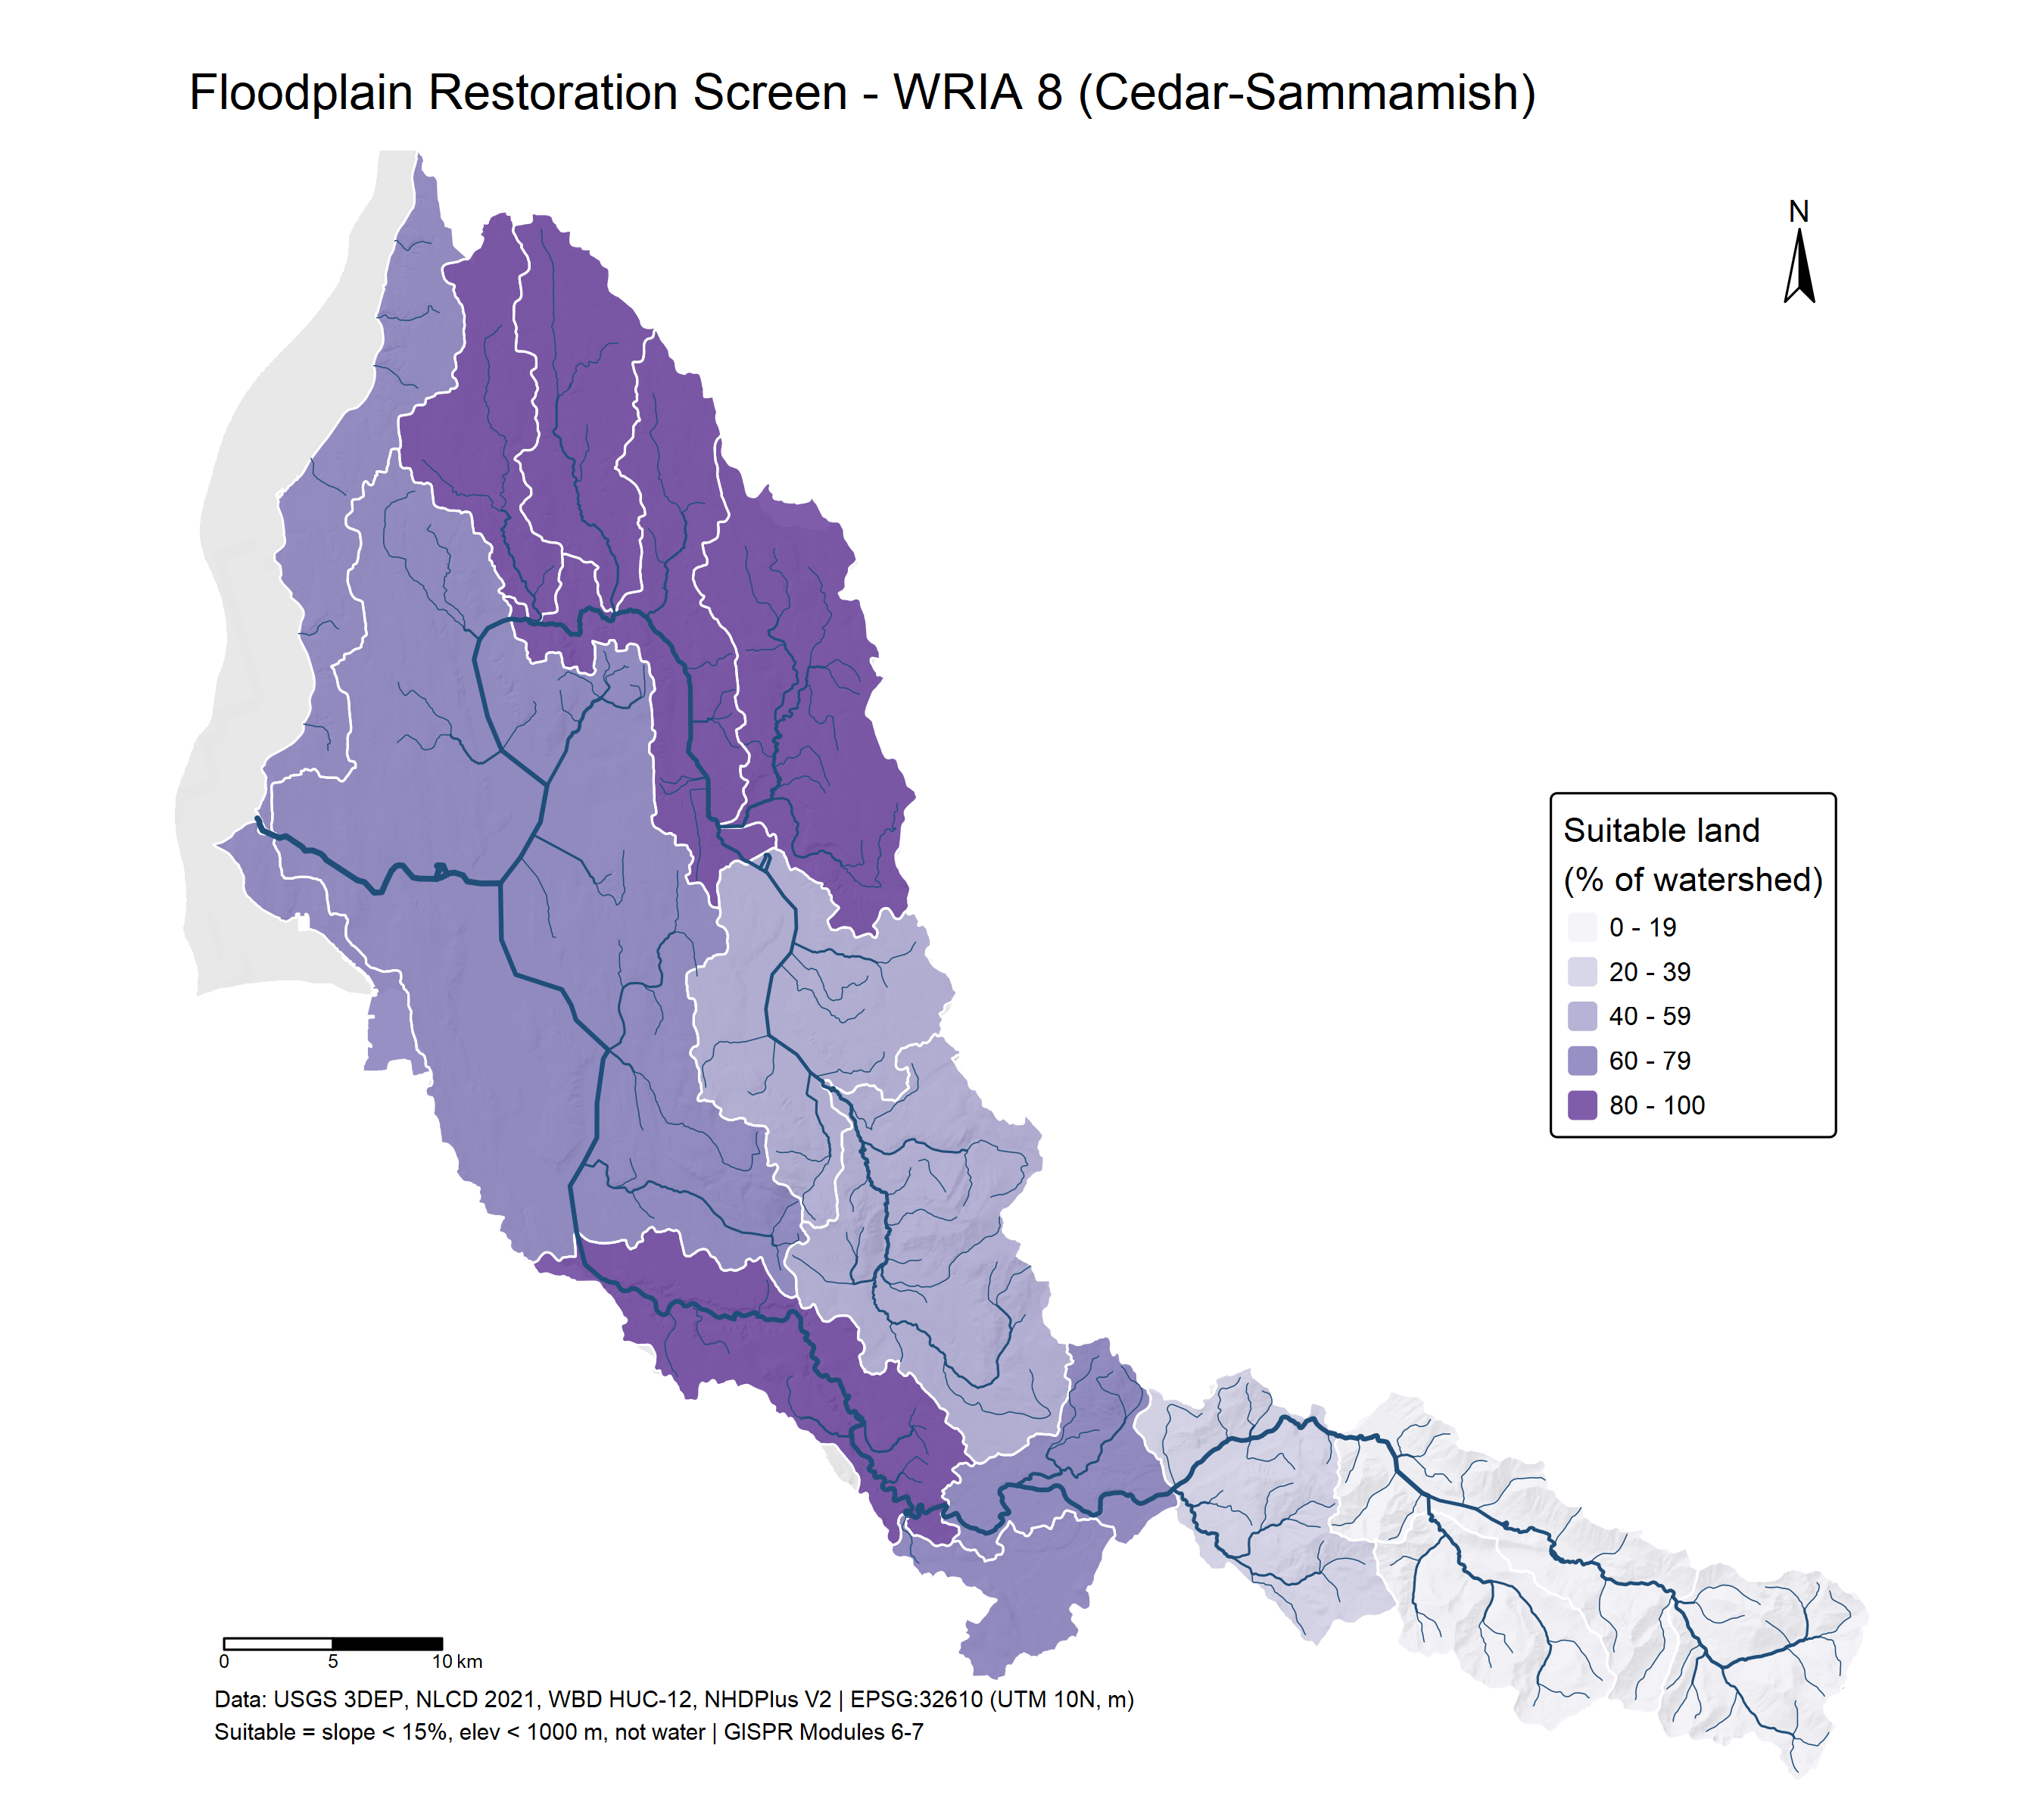 Floodplain Restoration Screen - WRIA 8 (Cedar-Sammamish)
N
Suitable land
(% of watershed)
0 - 19
20 - 39
40 - 59
60 - 79
80 - 100
0 5 10 km
Data: USGS 3DEP, NLCD 2021, WBD HUC-12, NHDPlus V2 | EPSG:32610 (UTM 10N, m)
Suitable = slope < 15%, elev < 1000 m, not water | GISPR Modules 6-7